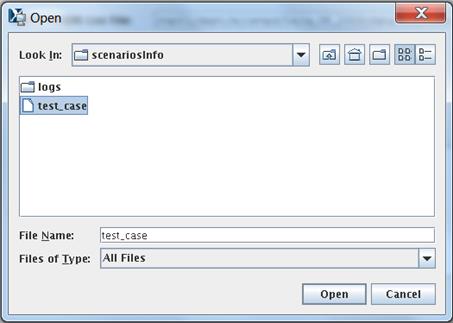 Open
Look In: scenariosInfo
logs
test_case
File Name: test_case
Files of Type: All Files
Open Cancel